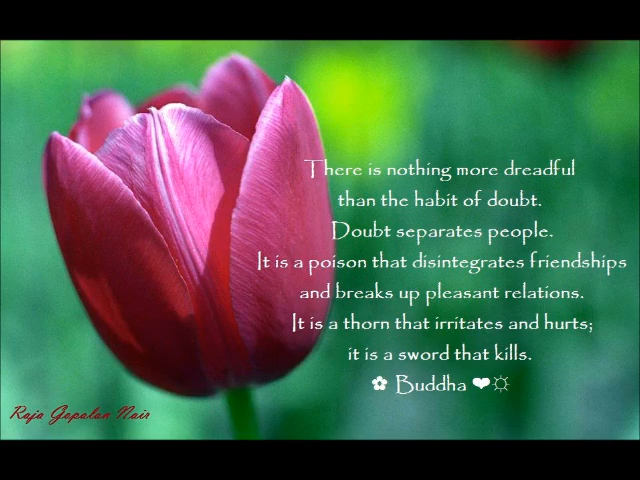 There is nothing more dreadful
than the habit of doubt.
Doubt separates people.
It is a poison that disintegrates friendships
and breaks up pleasant relations.
It is a thorn that irritates and hurts;
it is a sword that kills.
✿ Buddha ❤☼
Raja Gopalan Nair